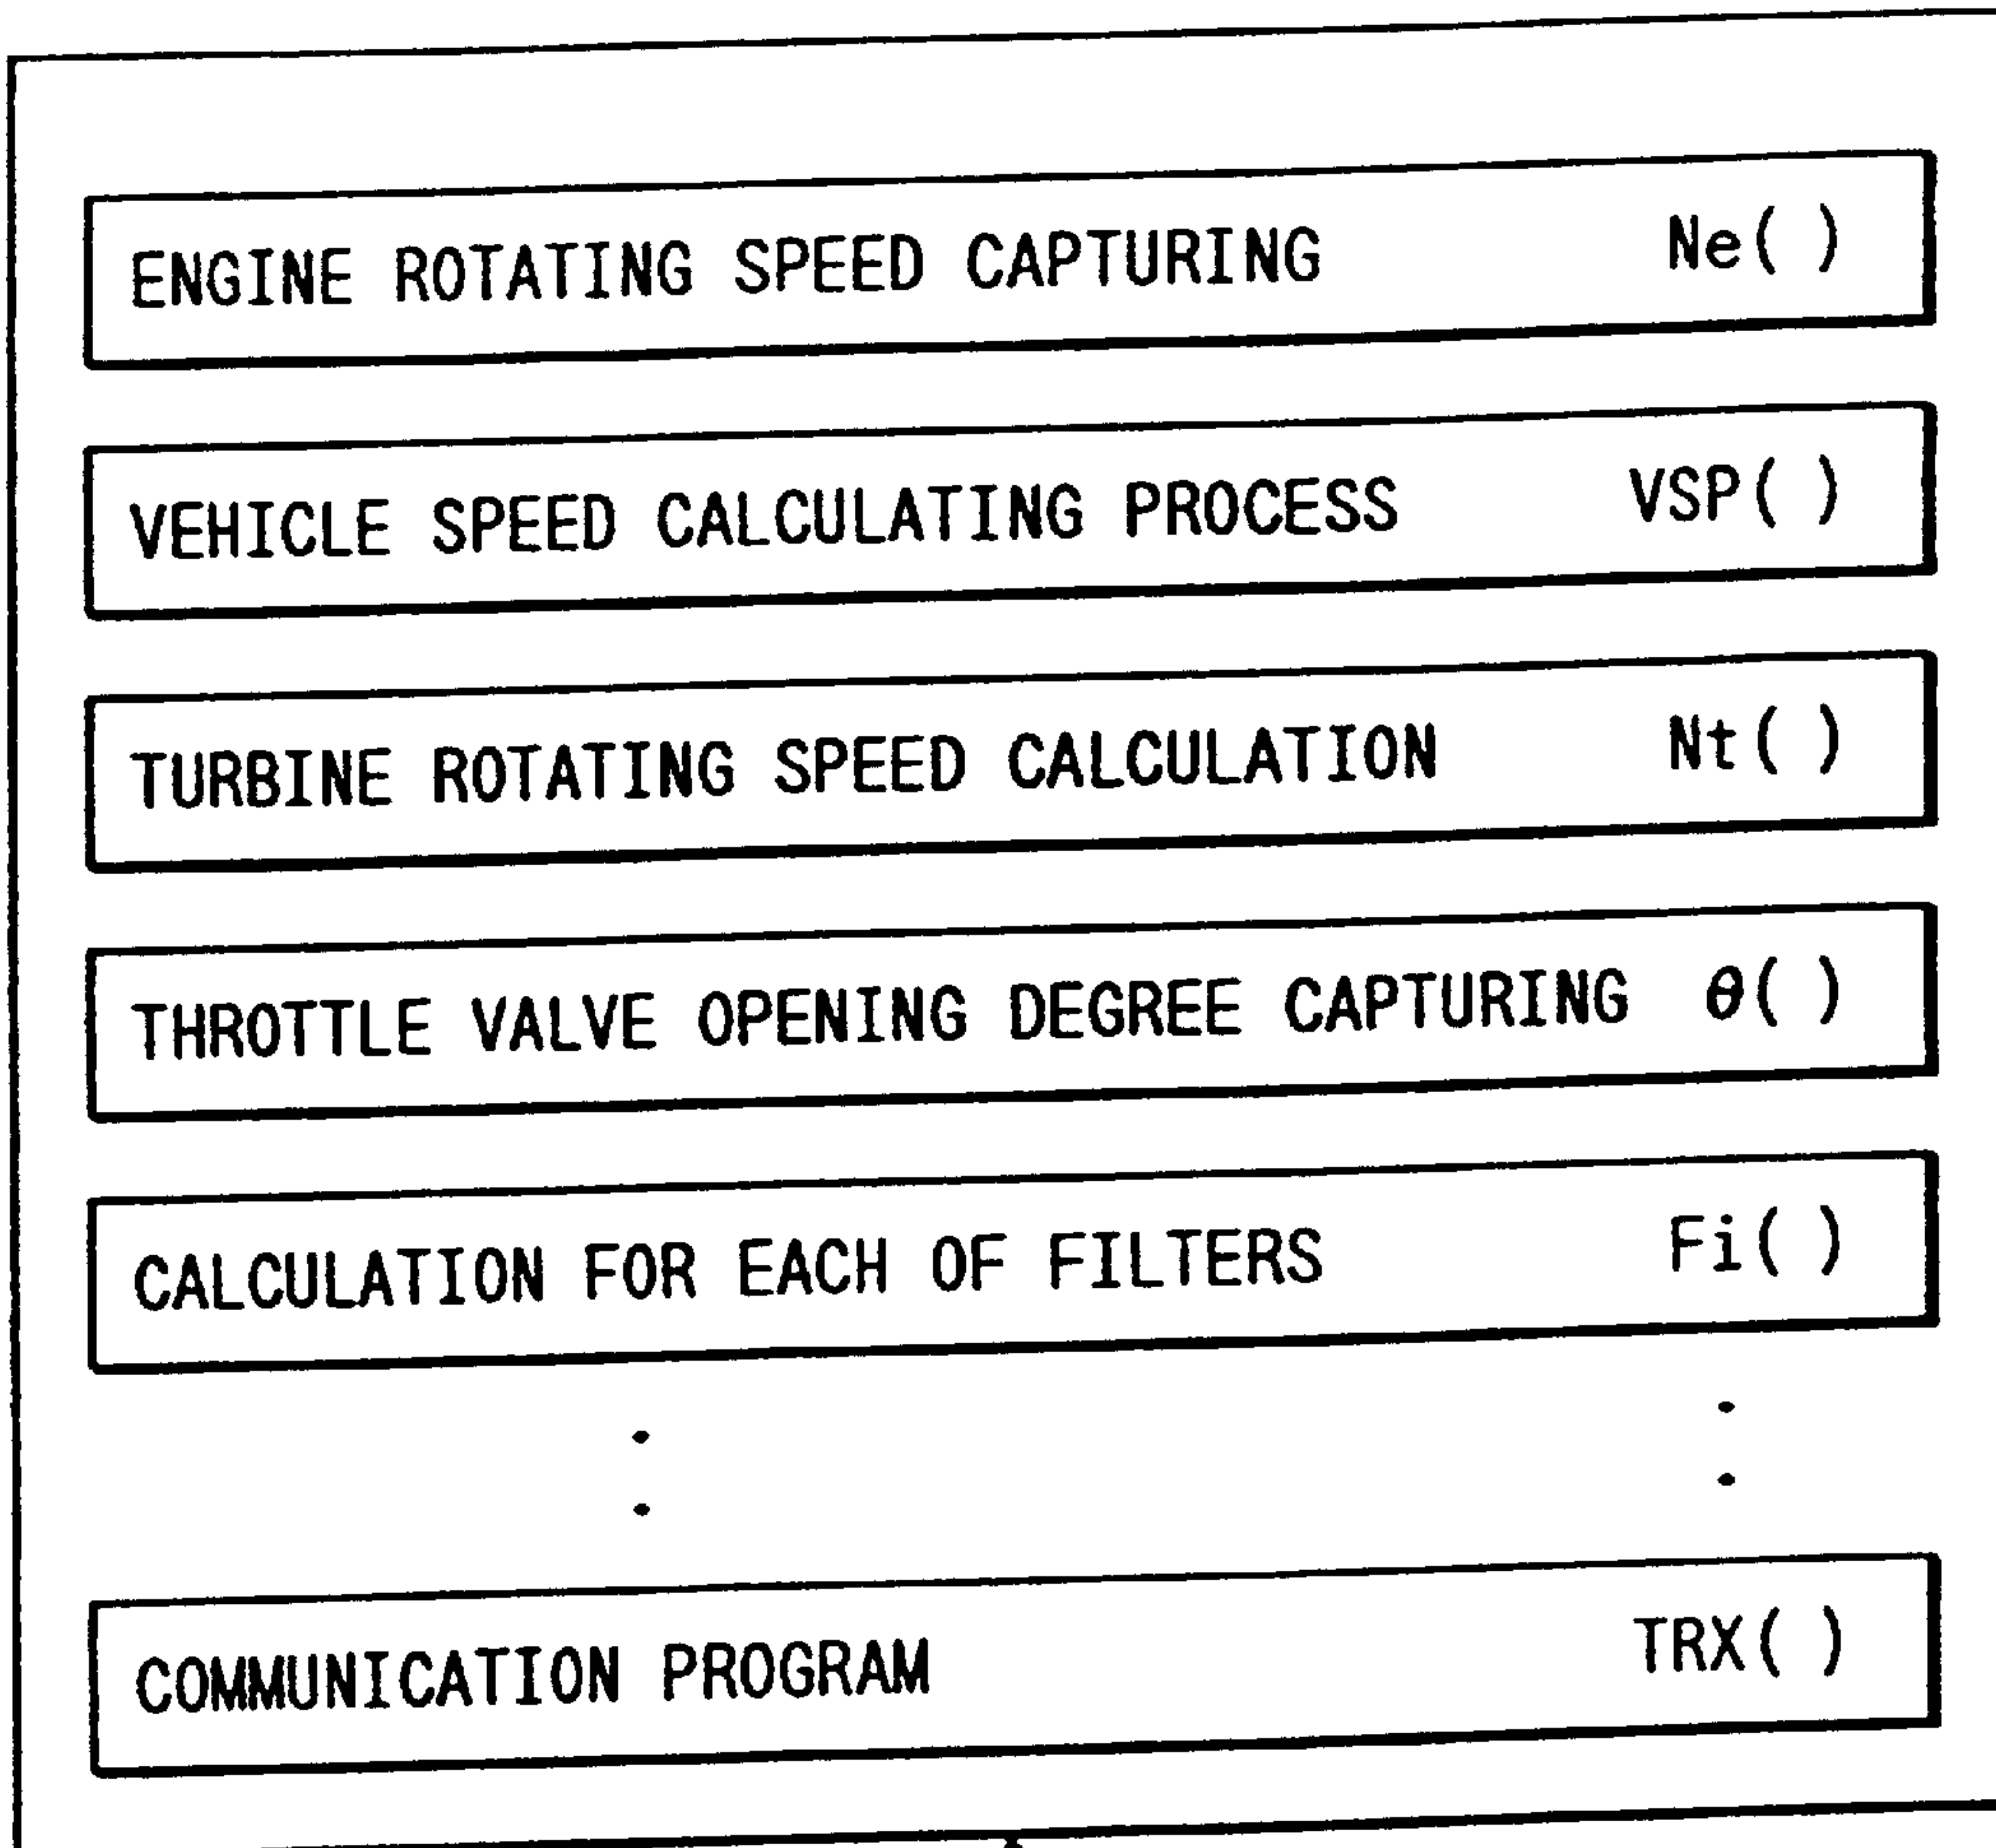 ENGINE ROTATING SPEED CAPTURING Ne( )
VEHICLE SPEED CALCULATING PROCESS VSP( )
TURBINE ROTATING SPEED CALCULATION Nt( )
THROTTLE VALVE OPENING DEGREE CAPTURING θ( )
CALCULATION FOR EACH OF FILTERS Fi( )
COMMUNICATION PROGRAM TRX( )